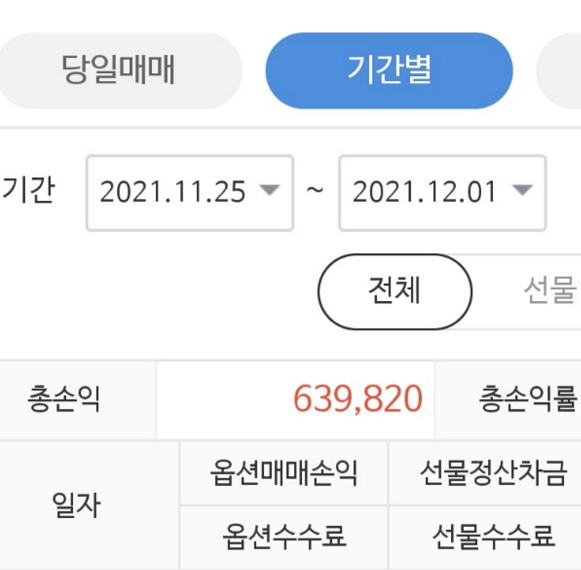 당일매매 기간별
기간 2021.11.25 ~ 2021.12.01
전체 선물
총손익 639,820 총손익률
일자 옵션매매손익 선물정산차금
옵션수수료 선물수수료